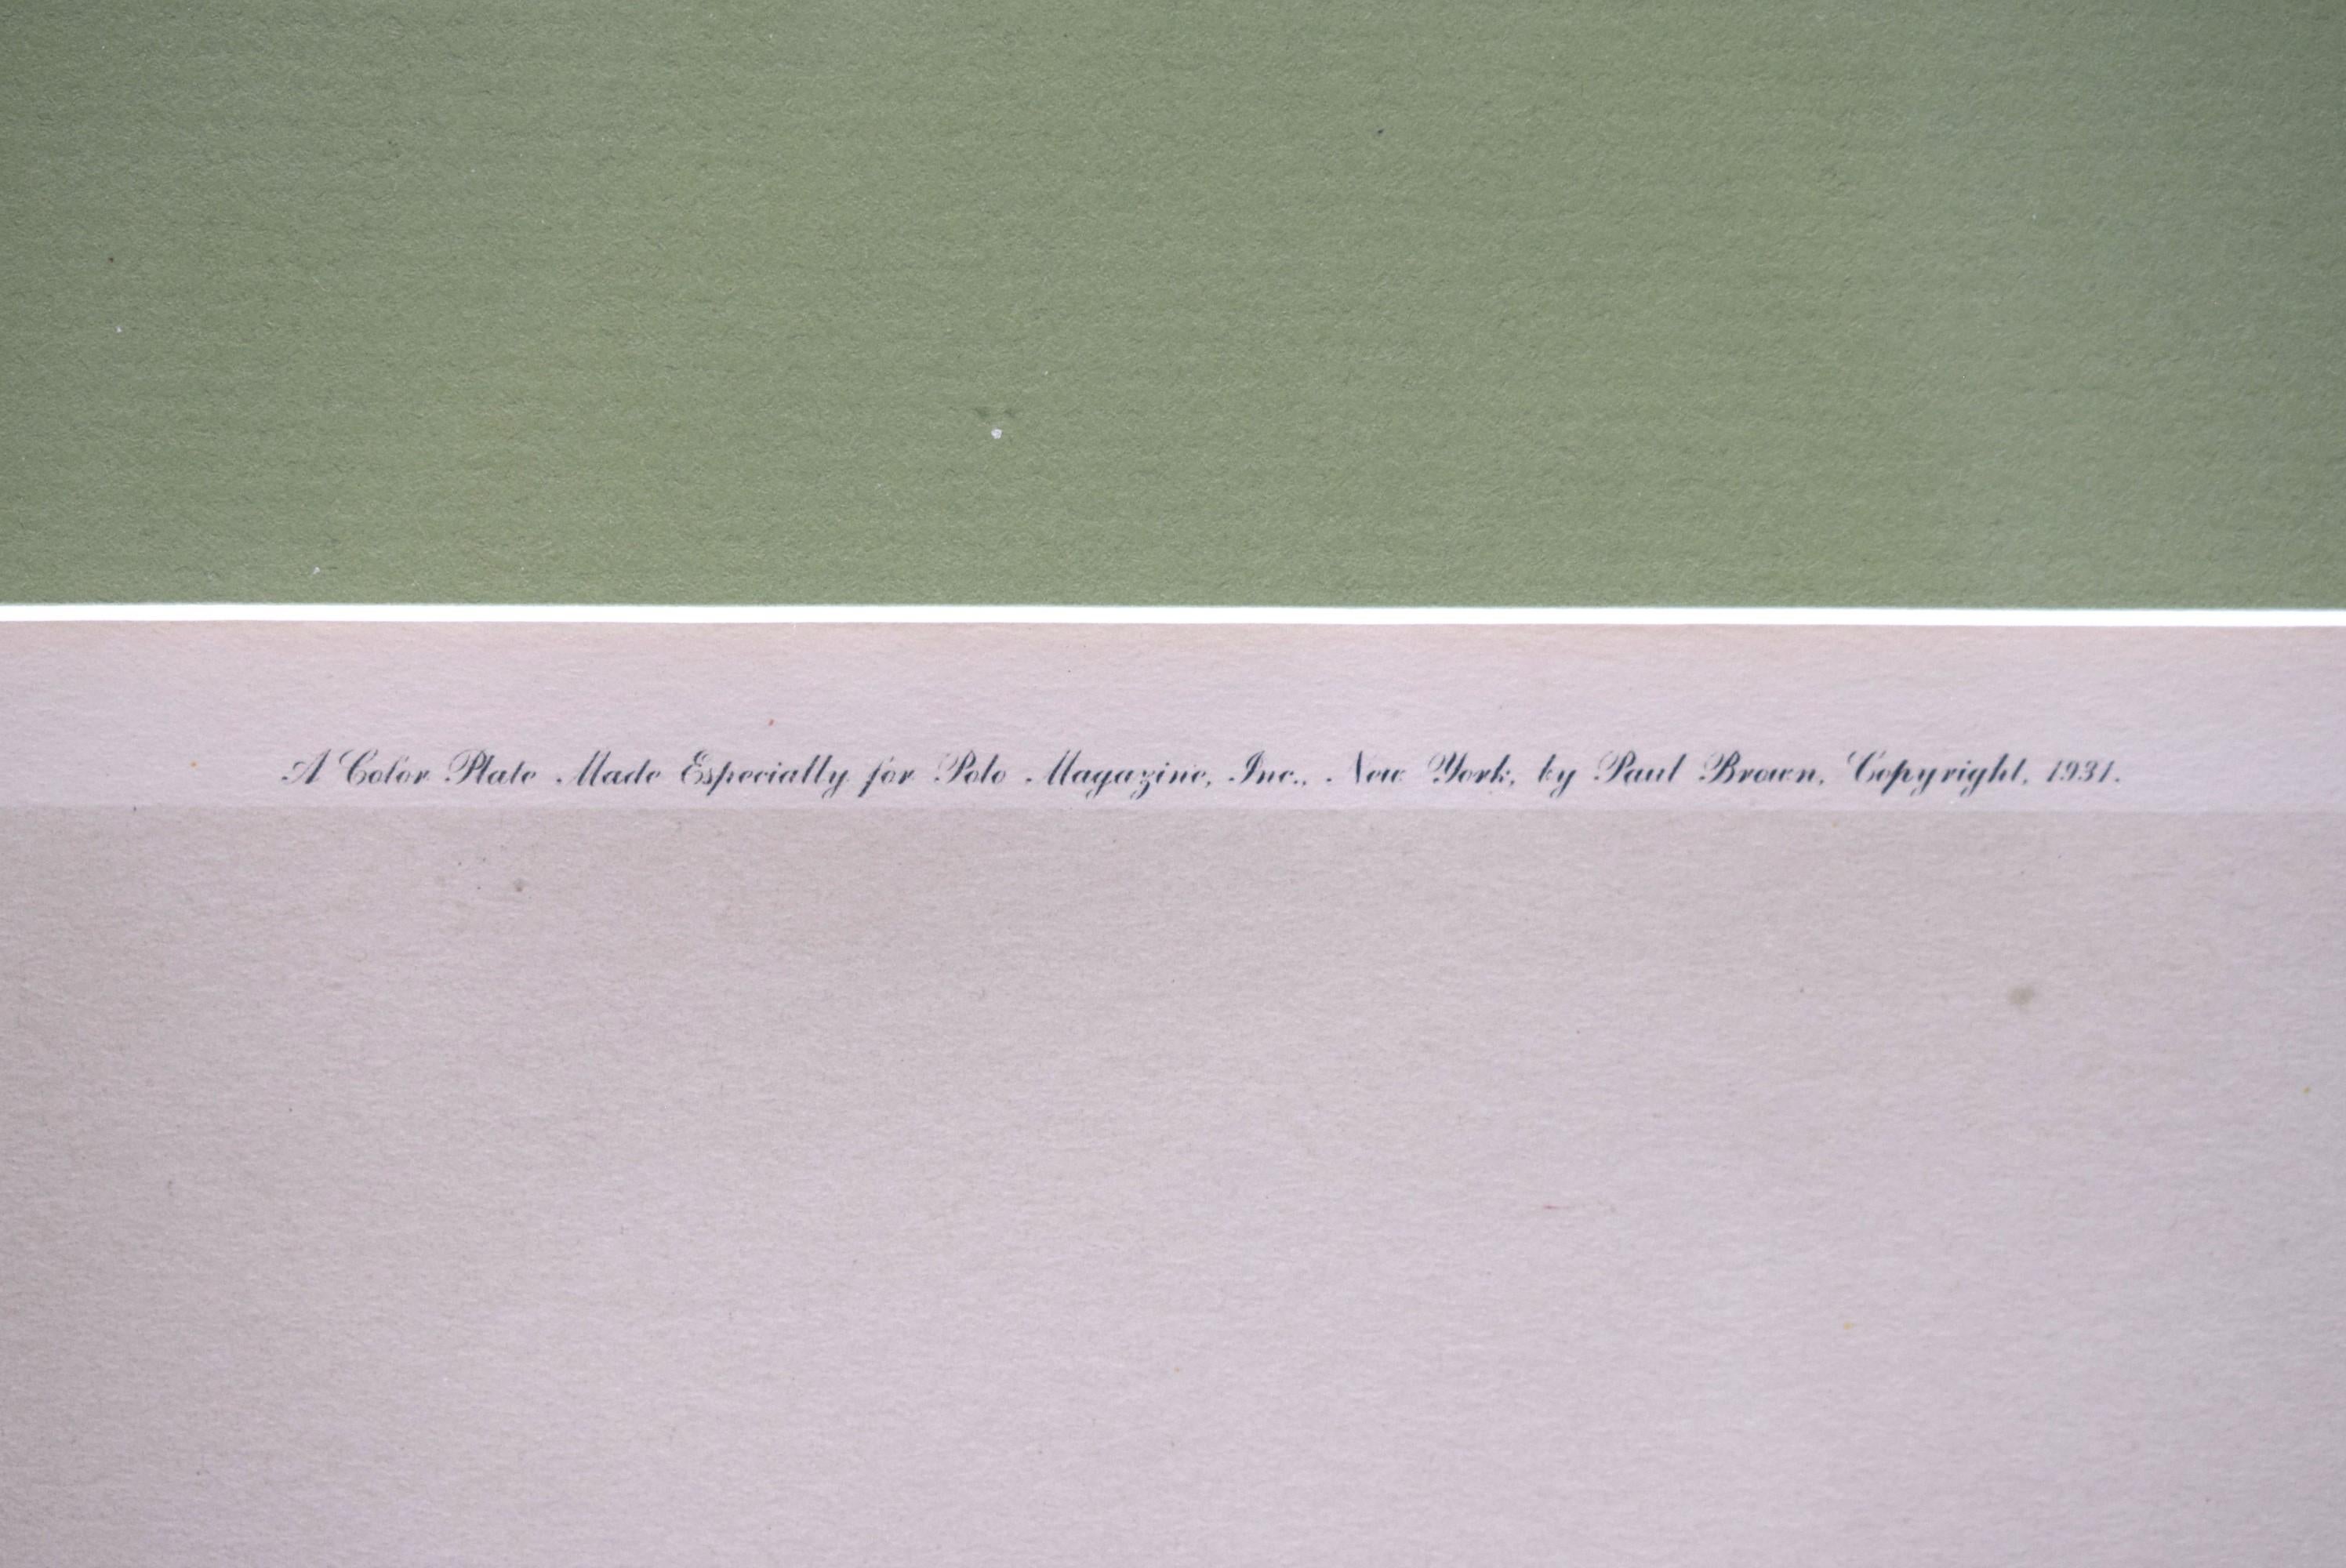 A Color Plate Made Especially for Polo Magazine, Inc., New York, by Paul Brown, Copyright, 1931.